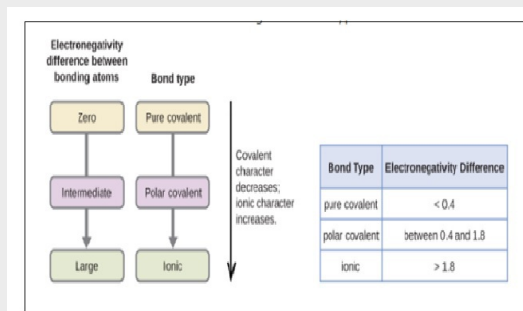 Electronegativity
difference between
bonding atoms
Bond type
Zero
Pure covalent
Intermediate
Polar covalent
Large
Ionic
Covalent
character
decreases;
ionic character
increases.
Bond Type Electronegativity Difference
pure covalent < 0.4
polar covalent between 0.4 and 1.8
ionic > 1.8